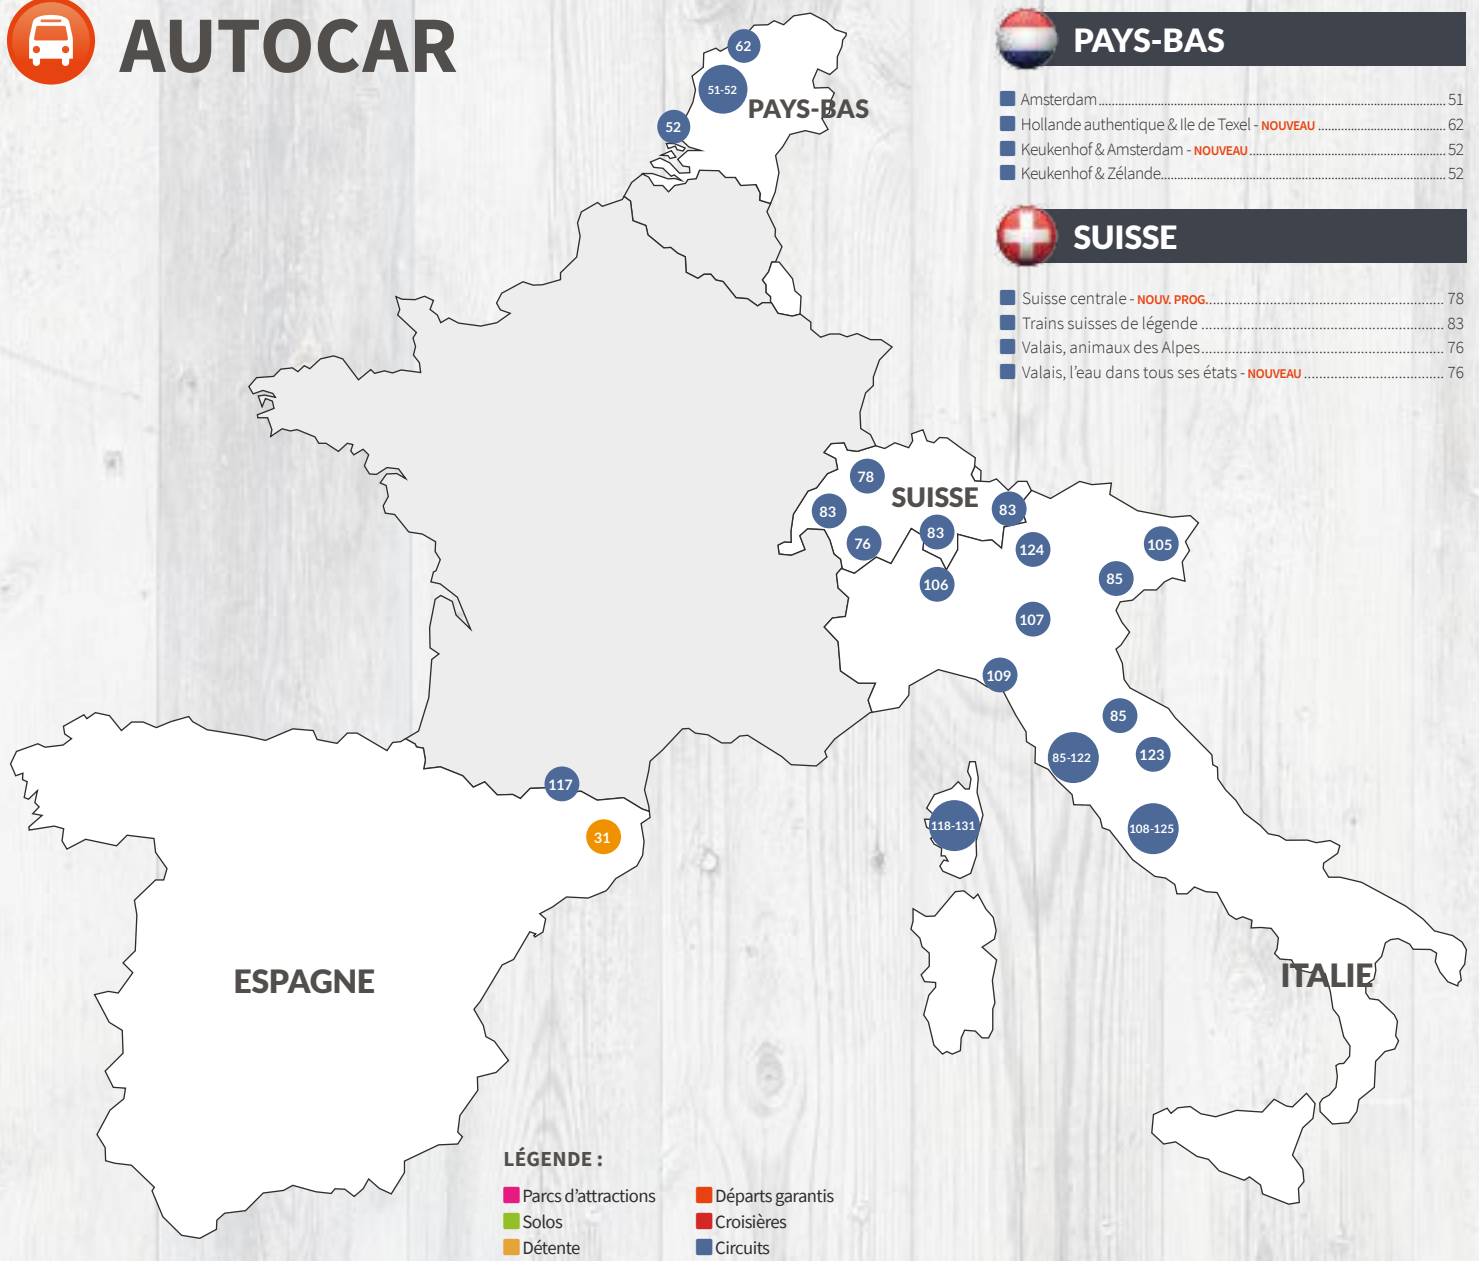 AUTOCAR
PAYS-BAS
Amsterdam 51
Hollande authentique & Ile de Texel - NOUVEAU 62
Keukenhof & Amsterdam - NOUVEAU 52
Keukenhof & Zélande 52
SUISSE
Suisse centrale - NOUV. PROG. 78
Trains suisses de légende 83
Valais, animaux des Alpes 76
Valais, l'eau dans tous ses états - NOUVEAU 76
62
51-52
PAYS-BAS
52
78
SUISSE
83
83
83
76
124
105
106
85
107
109
85
85-122
123
117
118-131
108-125
31
ESPAGNE
ITALIE
LÉGENDE :
Parcs d'attractions
Départs garantis
Solos
Croisières
Détente
Circuits